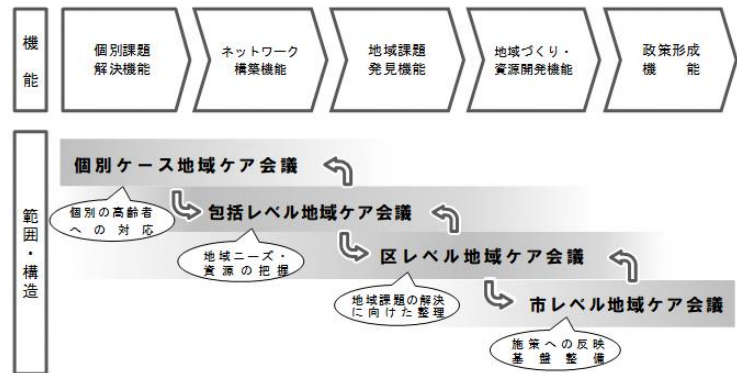 機能
個別課題
解決機能
ネットワーク
構築機能
地域課題
発見機能
地域づくり・
資源開発機能
政策形成
機能
範囲・構造
個別ケース地域ケア会議
個別の高齢者
への対応
包括レベル地域ケア会議
地域ニーズ・
資源の把握
区レベル地域ケア会議
地域課題の解決
に向けた整理
市レベル地域ケア会議
施策への反映
基盤整備